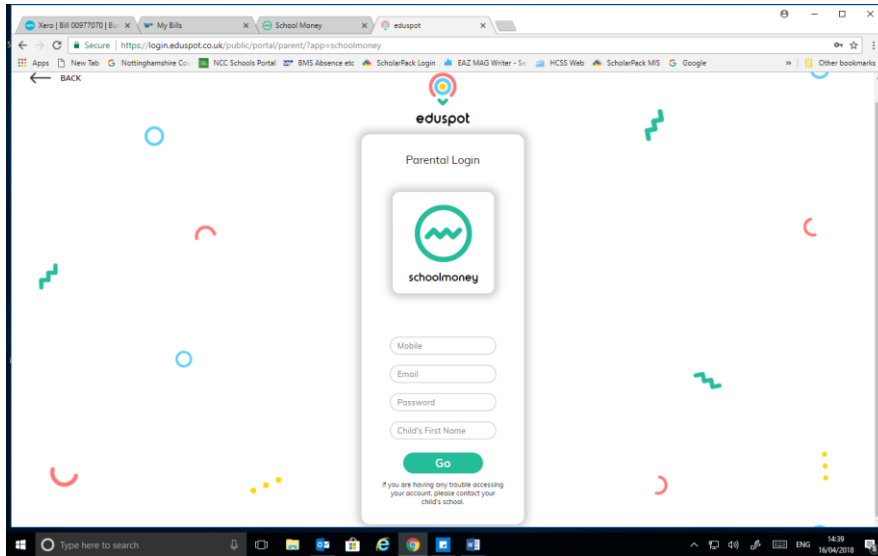 Xero | Bill 00977070 | Bu
My Bills
School Money
eduspot
Secure | https://login.eduspot.co.uk/public/portal/parent/?app=schoolmoney
Apps New Tab Nottinghamshire Co NCC Schools Portal BMS Absence etc ScholarPack Login EAZ MAG Writer - Se HCSS Web ScholarPack MIS Google » Other bookmarks
BACK
eduspot
Parental Login
schoolmoney
Mobile
Email
Password
Child's First Name
Go
If you are having any trouble accessing
your account, please contact your
child's school.
Type here to search
ENG
14:39
16/04/2018